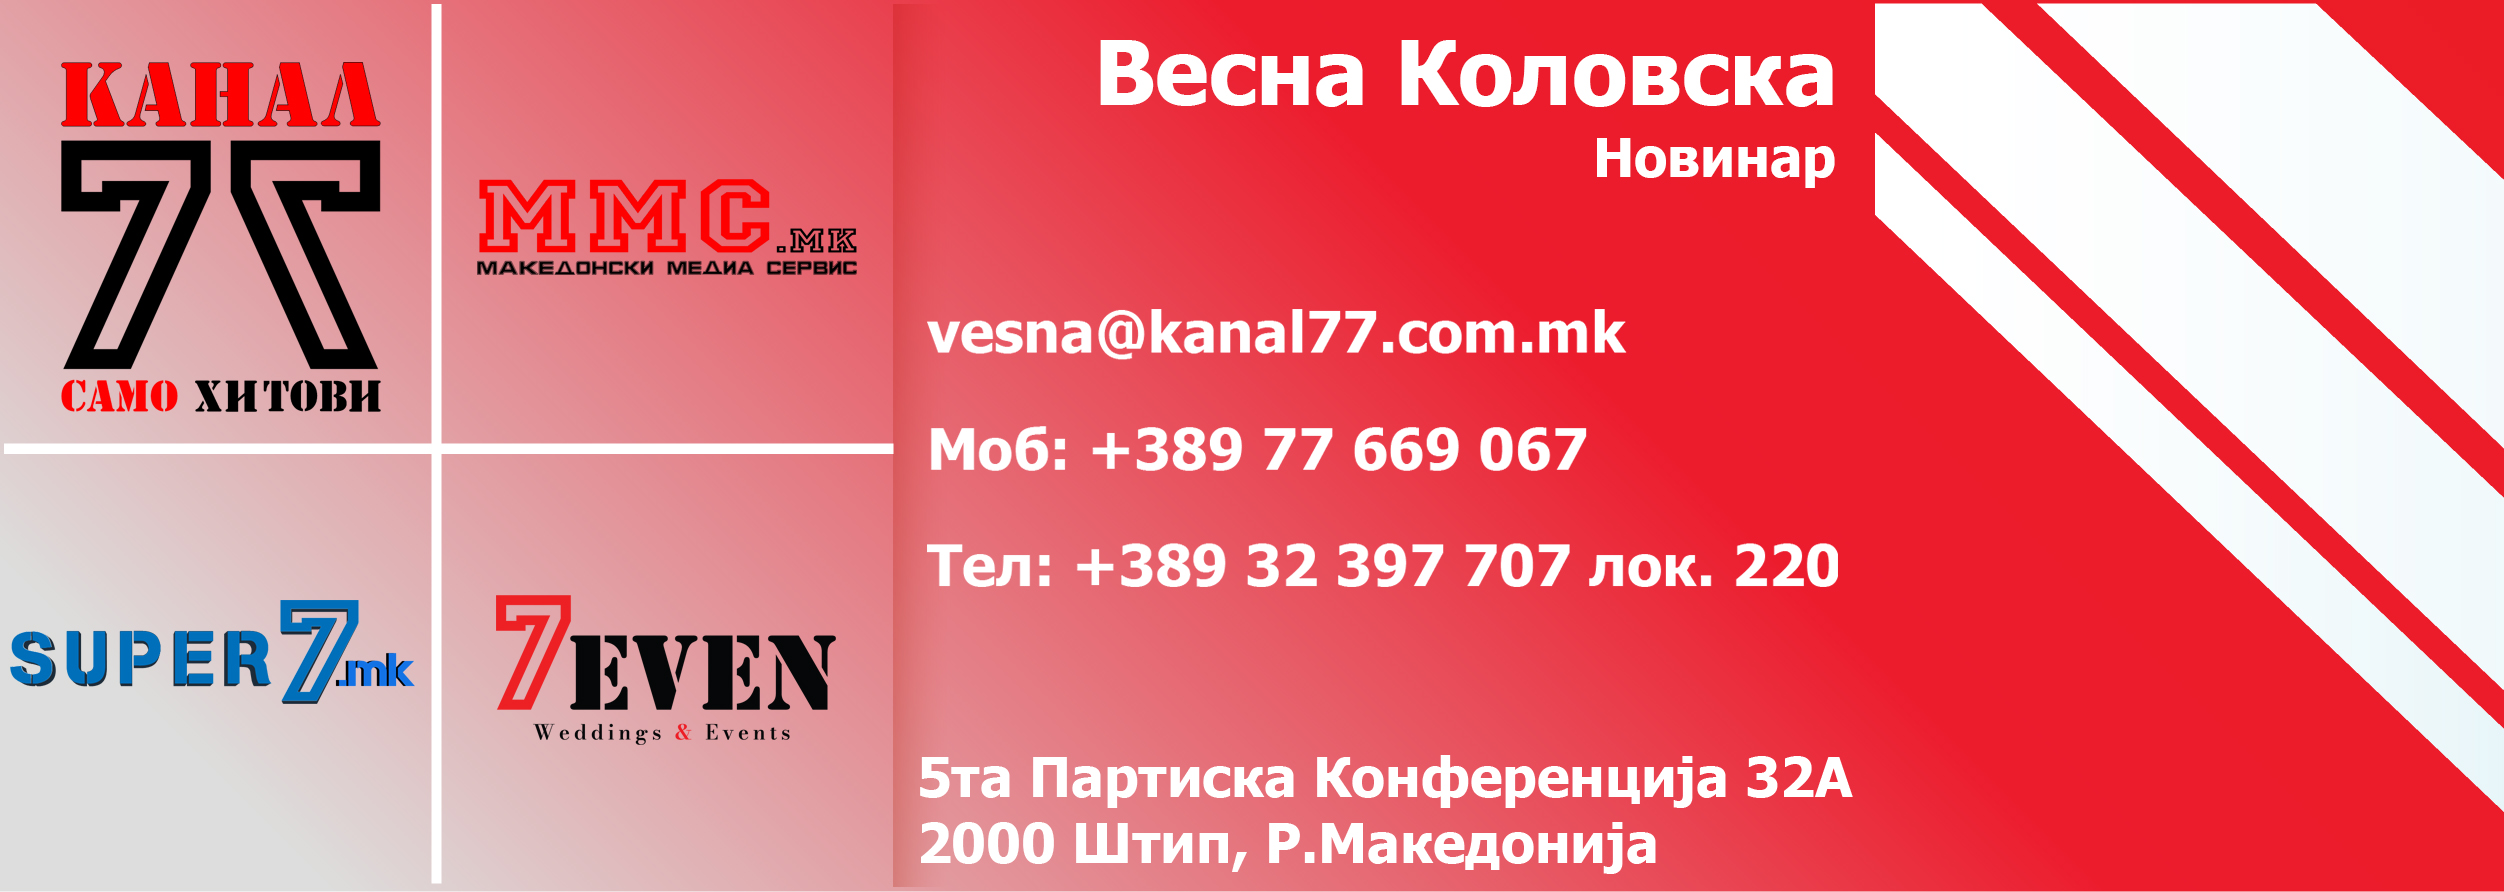 КАНАЛ
77
САМО ХИТОВИ
ММС.МК
МАКЕДОНСКИ МЕДИА СЕРВИС
SUPER7.mk
7EVEN
Weddings & Events
Весна Коловска
Новинар
vesna@kanal77.com.mk
Моб: +389 77 669 067
Тел: +389 32 397 707 лок. 220
5та Партиска Конференција 32А
2000 Штип, Р.Македонија